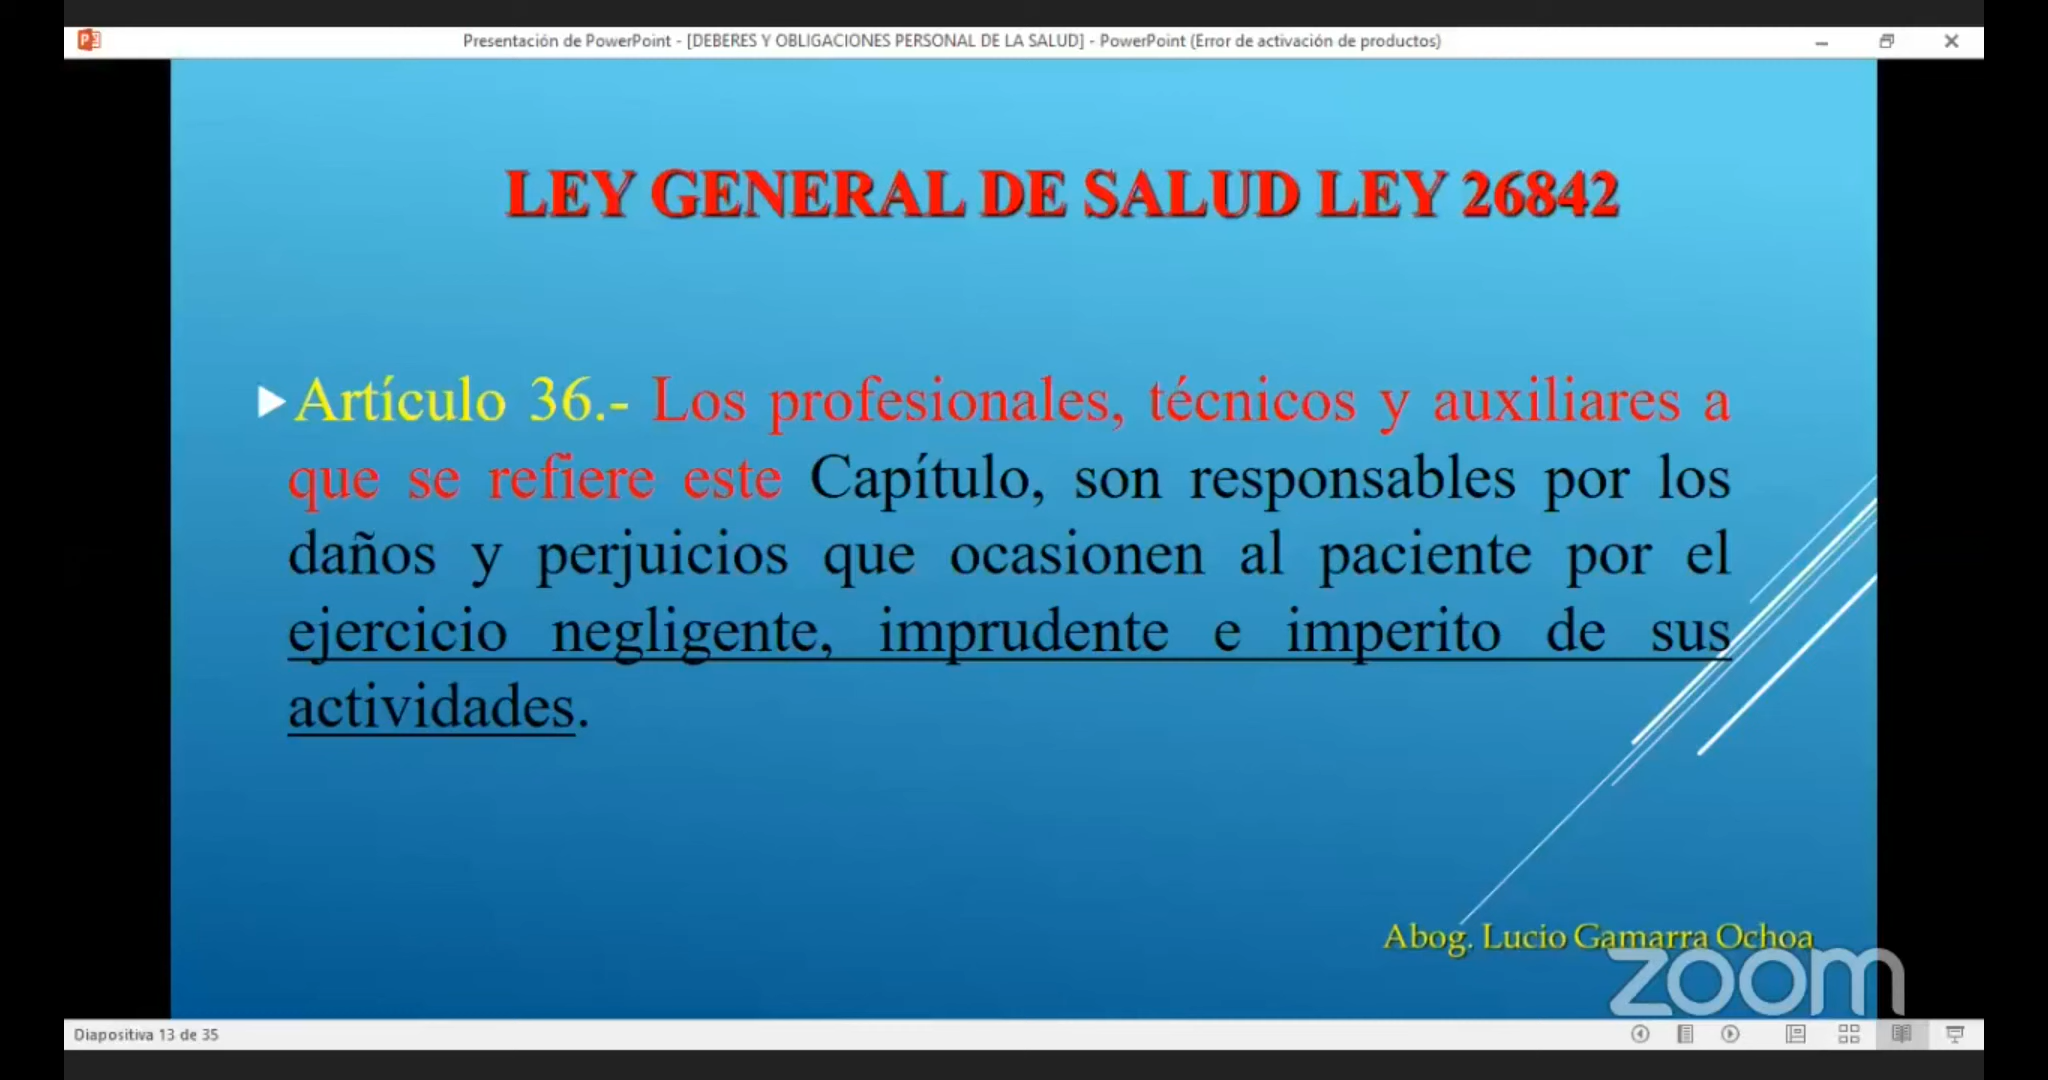 Presentación de PowerPoint - [DEBERES Y OBLIGACIONES PERSONAL DE LA SALUD] - PowerPoint (Error de activación de productos)
LEY GENERAL DE SALUD LEY 26842
Artículo 36.- Los profesionales, técnicos y auxiliares a
que se refiere este Capítulo, son responsables por los
daños y perjuicios que ocasionen al paciente por el
ejercicio negligente, imprudente e imperito de sus
actividades.
Abog. Lucio Gamarra Ochoa
zoom
Diapositiva 13 de 35